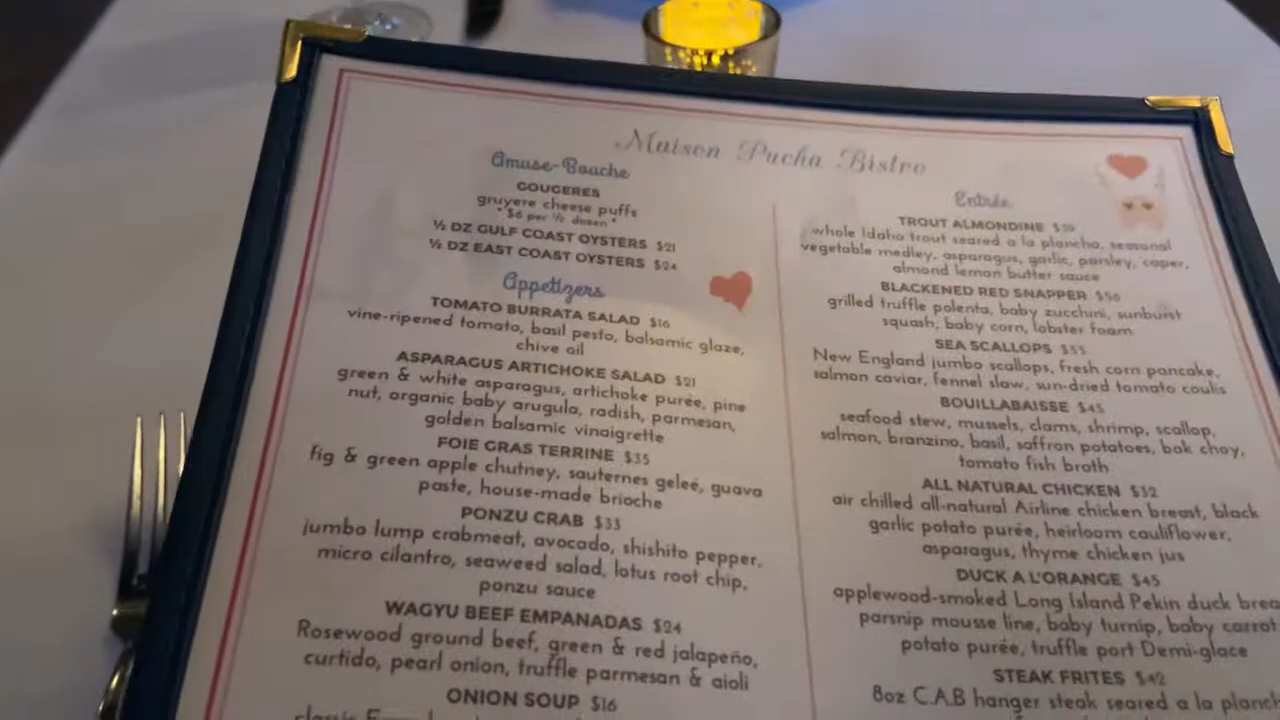 Maison Pucha Bistro
Amuse-Bouche
GOUGERES
gruyere cheese puffs
* $6 per ½ dozen *
½ DZ GULF COAST OYSTERS $21
½ DZ EAST COAST OYSTERS $24
Appetizers
TOMATO BURRATA SALAD $16
vine-ripened tomato, basil pesto, balsamic glaze,
chive oil
ASPARAGUS ARTICHOKE SALAD $21
green & white asparagus, artichoke purée, pine
nut, organic baby arugula, radish, parmesan,
golden balsamic vinaigrette
FOIE GRAS TERRINE $35
fig & green apple chutney, sauternes geleé, guava
paste, house-made brioche
PONZU CRAB $33
jumbo lump crabmeat, avocado, shishito pepper,
micro cilantro, seaweed salad, lotus root chip,
ponzu sauce
WAGYU BEEF EMPANADAS $24
Rosewood ground beef, green & red jalapeño,
curtido, pearl onion, truffle parmesan & aioli
ONION SOUP $16
classic
Entrée
TROUT ALMONDINE
whole Idaho trout seared a la plancha, seasonal
vegetable medley, asparagus, garlic, parsley, caper,
almond lemon butter sauce
BLACKENED RED SNAPPER
grilled truffle polenta, baby zucchini, sunburst
squash, baby corn, lobster foam
SEA SCALLOPS
New England jumbo scallops, fresh corn pancake,
salmon caviar, fennel slaw, sun-dried tomato coulis
BOUILLABAISSE $45
seafood stew, mussels, clams, shrimp, scallop,
salmon, branzino, basil, saffron potatoes, bok choy,
tomato fish broth
ALL NATURAL CHICKEN $32
air chilled all-natural Airline chicken breast, black
garlic potato purée, heirloom cauliflower,
asparagus, thyme chicken jus
DUCK A L'ORANGE $45
applewood-smoked Long Island Pekin duck brea
parsnip mousse line, baby turnip, baby carrot
potato purée, truffle port Demi-glace
STEAK FRITES $42
8oz C.A.B hanger steak seared a la planch